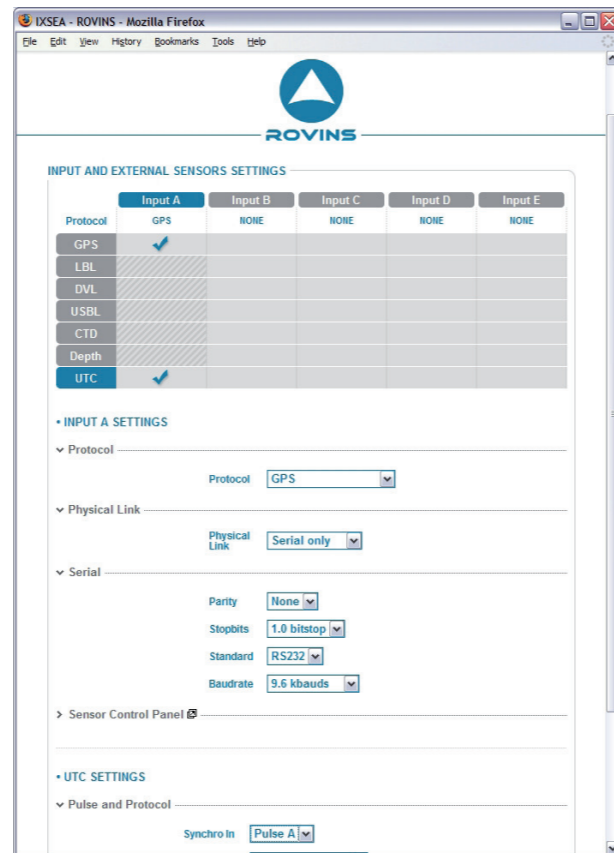 IXSEA - ROVINS - Mozilla Firefox
File Edit View History Bookmarks Tools Help
ROVINS
INPUT AND EXTERNAL SENSORS SETTINGS
Input A Input B Input C Input D Input E
Protocol GPS NONE NONE NONE NONE
GPS
LBL
DVL
USBL
CTD
Depth
UTC
• INPUT A SETTINGS
Protocol
Protocol GPS
Physical Link
Physical Link Serial only
Serial
Parity None
Stopbits 1.0 bitstop
Standard RS232
Baudrate 9.6 kbauds
Sensor Control Panel
• UTC SETTINGS
Pulse and Protocol
Synchro In Pulse A